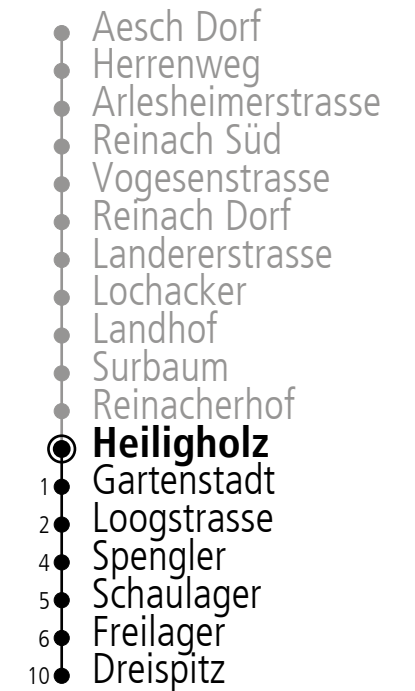 Aesch Dorf
Herrenweg
Arlesheimerstrasse
Reinach Süd
Vogesenstrasse
Reinach Dorf
Landererstrasse
Lochacker
Landhof
Surbaum
Reinacherhof
Heiligholz
1 Gartenstadt
2 Loogstrasse
4 Spengler
5 Schaulager
6 Freilager
10 Dreispitz